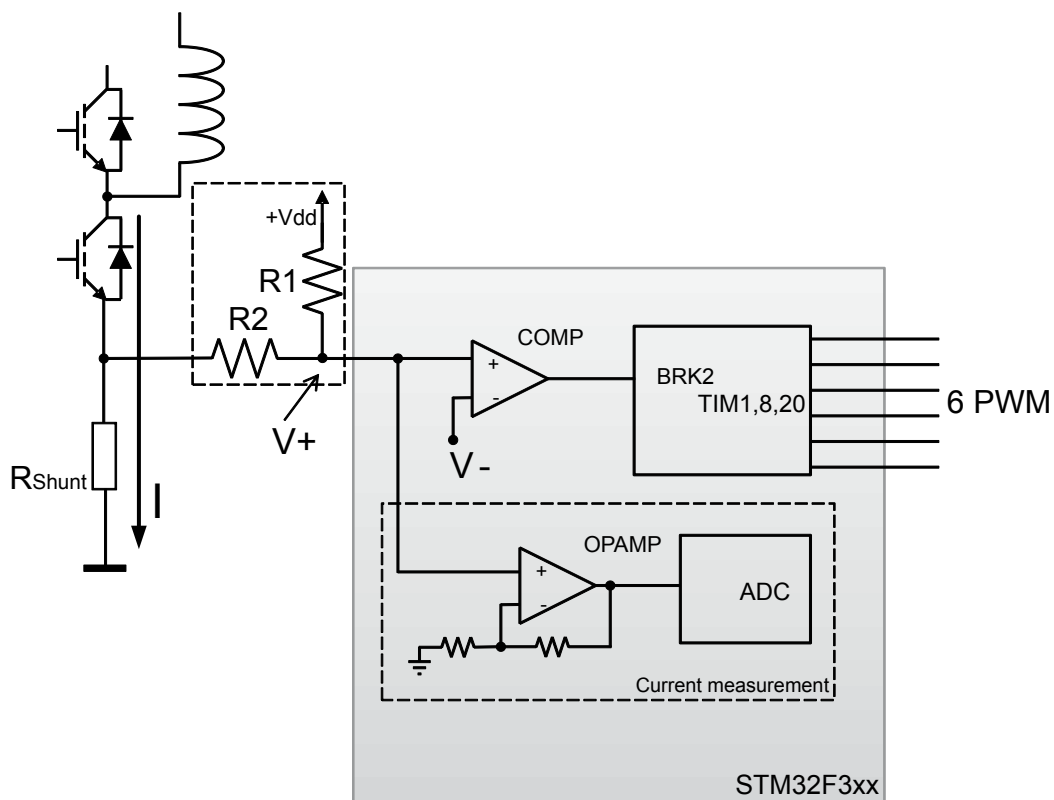 +Vdd
R1
R2
COMP
+
-
BRK2
TIM1,8,20
6 PWM
V+
V-
RShunt
I
OPAMP
+
-
ADC
Current measurement
STM32F3xx